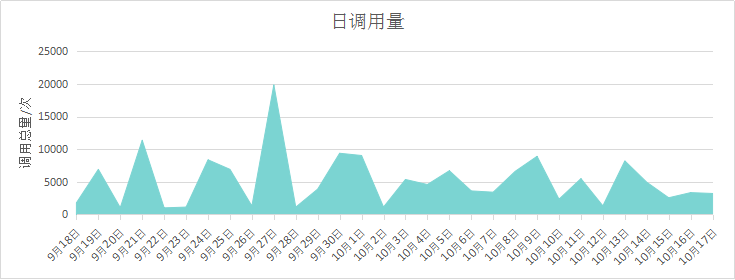 日调用量
调用总量/次
25000
20000
15000
10000
5000
0
9月18日
9月19日
9月20日
9月21日
9月22日
9月23日
9月24日
9月25日
9月26日
9月27日
9月28日
9月29日
9月30日
10月1日
10月2日
10月3日
10月4日
10月5日
10月6日
10月7日
10月8日
10月9日
10月10日
10月11日
10月12日
10月13日
10月14日
10月15日
10月16日
10月17日